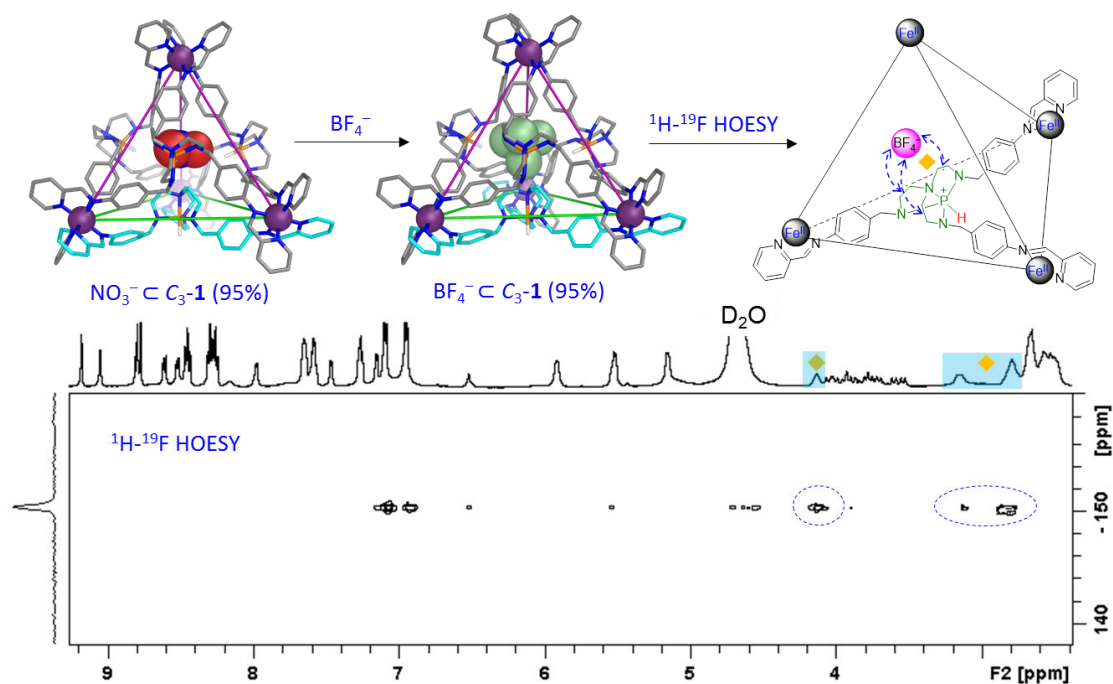 BF₄⁻
¹H-¹⁹F HOESY
NO₃⁻ ⊂ C₃-1 (95%)
BF₄⁻ ⊂ C₃-1 (95%)
Feᴵᴵ
Feᴵᴵ
Feᴵᴵ
Feᴵᴵ
BF₄⁻
N
N
N
N
N
N
N
N
N
N
N
N
P
+
H
D₂O
¹H-¹⁹F HOESY
[ppm]
-150
140
9
8
7
6
5
4
F2 [ppm]